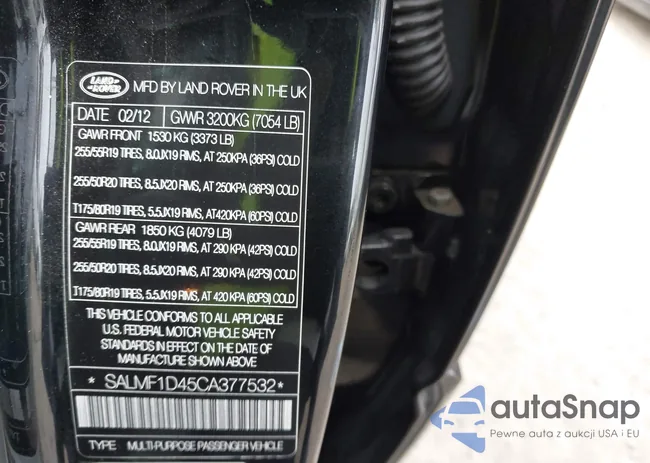 LAND-ROVER MFD BY LAND ROVER IN THE UK
DATE 02/12 GWR 3200KG (7054 LB)
GAWR FRONT 1530 KG (3373 LB)
255/55R19 TIRES, 8.0JX19 RIMS, AT 250KPA (36PSI) COLD
255/50R20 TIRES, 8.5JX20 RIMS, AT 250KPA (36PSI) COLD
T175/80R19 TIRES, 5.5JX19 RIMS, AT 420KPA (60PSI) COLD
GAWR REAR 1850 KG (4079 LB)
255/55R19 TIRES, 8.0JX19 RIMS, AT 290 KPA (42PSI) COLD
255/50R20 TIRES, 8.5JX20 RIMS, AT 290 KPA (42PSI) COLD
T175/80R19 TIRES, 5.5JX19 RIMS, AT 420 KPA (60PSI) COLD
THIS VEHICLE CONFORMS TO ALL APPLICABLE
U.S. FEDERAL MOTOR VEHICLE SAFETY
STANDARDS IN EFFECT ON THE DATE OF
MANUFACTURE SHOWN ABOVE
* SALMF1D45CA377532 *
TYPE MULTI-PURPOSE PASSENGER VEHICLE
autaSnap
Pewne auta z aukcji USA i EU